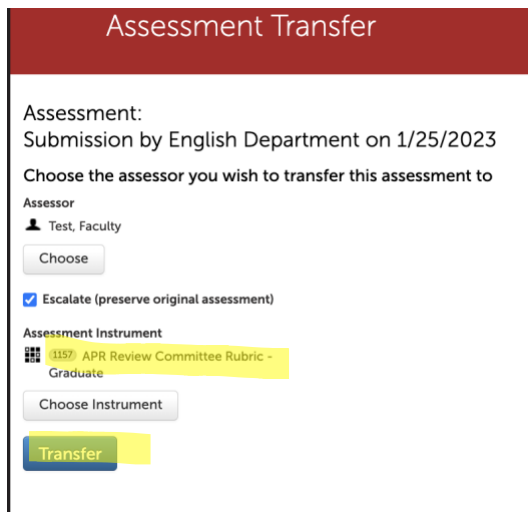 Assessment Transfer
Assessment:
Submission by English Department on 1/25/2023
Choose the assessor you wish to transfer this assessment to
Assessor
Test, Faculty
Choose
Escalate (preserve original assessment)
Assessment Instrument
1157 APR Review Committee Rubric -
Graduate
Choose Instrument
Transfer